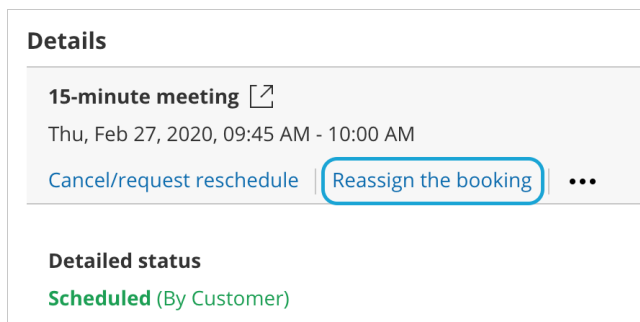 Details
15-minute meeting
Thu, Feb 27, 2020, 09:45 AM - 10:00 AM
Cancel/request reschedule | Reassign the booking | •••
Detailed status
Scheduled (By Customer)